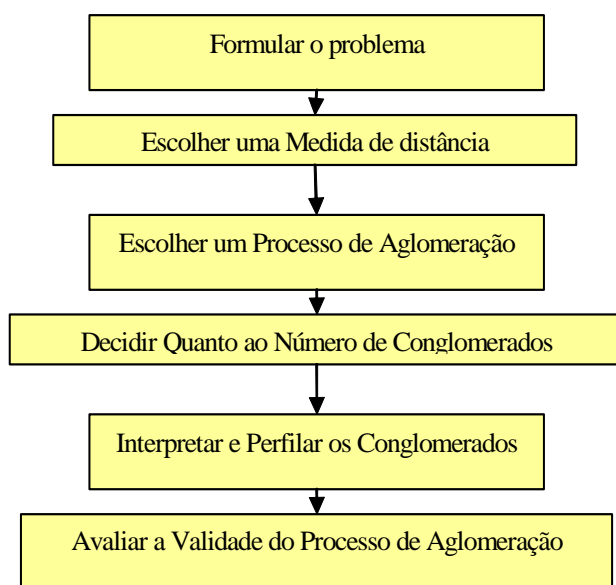 Formular o problema
Escolher uma Medida de distância
Escolher um Processo de Aglomeração
Decidir Quanto ao Número de Conglomerados
Interpretar e Perfilar os Conglomerados
Avaliar a Validade do Processo de Aglomeração